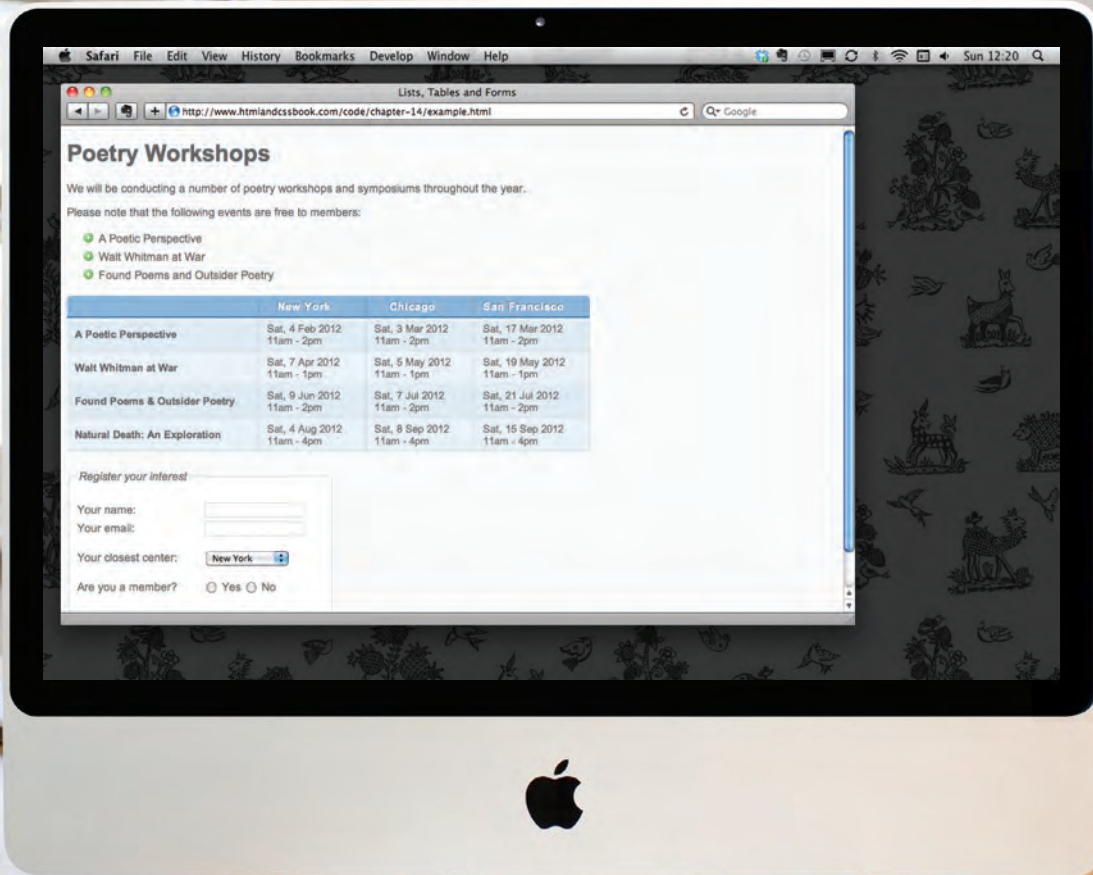 Safari File Edit View History Bookmarks Develop Window Help Sun 12:20
Lists, Tables and Forms
http://www.htmlandcssbook.com/code/chapter-14/example.html Google
Poetry Workshops
We will be conducting a number of poetry workshops and symposiums throughout the year.
Please note that the following events are free to members:
A Poetic Perspective
Walt Whitman at War
Found Poems and Outsider Poetry
New York Chicago San Francisco
A Poetic Perspective Sat, 4 Feb 2012 Sat, 3 Mar 2012 Sat, 17 Mar 2012
11am - 2pm 11am - 2pm 11am - 2pm
Walt Whitman at War Sat, 7 Apr 2012 Sat, 5 May 2012 Sat, 19 May 2012
11am - 1pm 11am - 1pm 11am - 1pm
Found Poems & Outsider Poetry Sat, 9 Jun 2012 Sat, 7 Jul 2012 Sat, 21 Jul 2012
11am - 2pm 11am - 2pm 11am - 2pm
Natural Death: An Exploration Sat, 4 Aug 2012 Sat, 8 Sep 2012 Sat, 15 Sep 2012
11am - 4pm 11am - 4pm 11am - 4pm
Register your interest
Your name:
Your email:
Your closest center: New York
Are you a member? Yes No